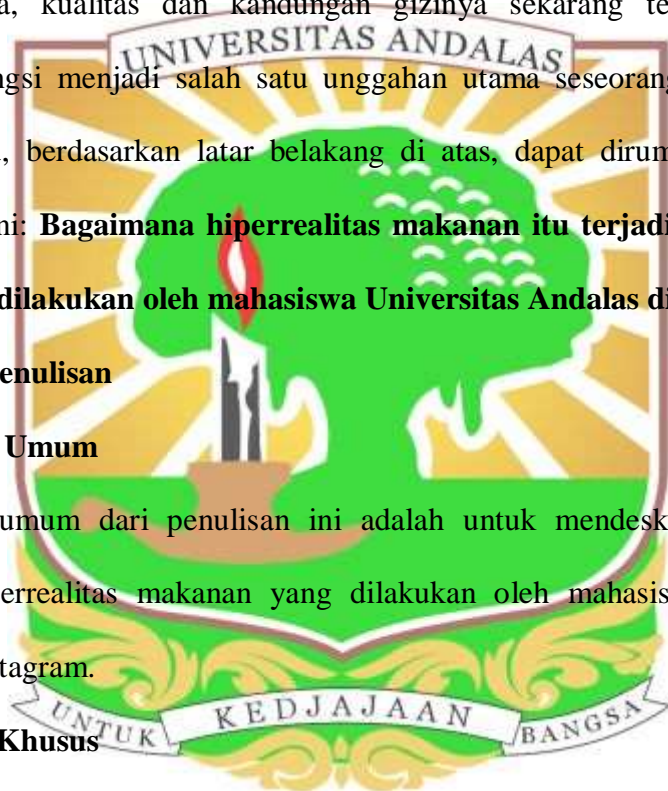 a, kualitas dan kandungan gizinya sekarang te
UNIVERSITAS ANDALAS
ngsi menjadi salah satu unggahan utama seseorang
, berdasarkan latar belakang di atas, dapat dirum
ni: Bagaimana hiperrealitas makanan itu terjadi
dilakukan oleh mahasiswa Universitas Andalas di
enulisan
Umum
umum dari penulisan ini adalah untuk mendesk
perrealitas makanan yang dilakukan oleh mahasis
tagram.
UNTUK KEDJAJAAN BANGSA
Khusus